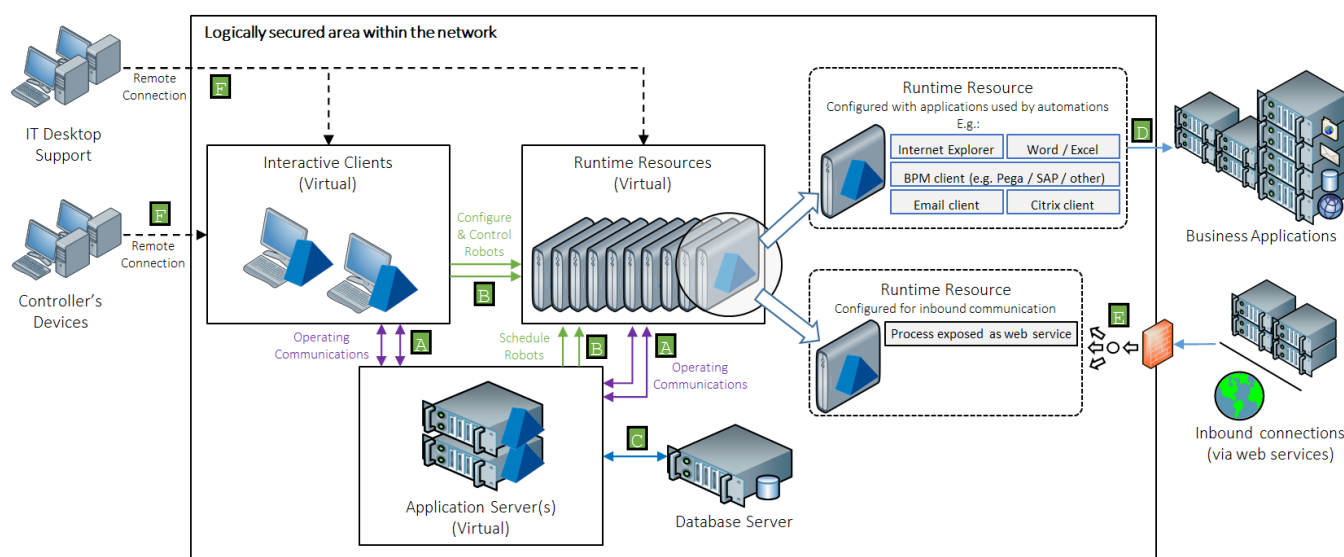 Logically secured area within the network
Remote
Connection
F
IT Desktop
Support
F
Remote
Connection
Controller's
Devices
Interactive Clients
(Virtual)
Configure
& Control
Robots
B
Runtime Resources
(Virtual)
Operating
Communications
A
Schedule
Robots
B
A
Operating
Communications
Application Server(s)
(Virtual)
C
Database Server
Runtime Resource
Configured with applications used by automations
E.g.:
Internet Explorer
Word / Excel
BPM client (e.g. Pega / SAP / other)
Email client
Citrix client
D
Business Applications
Runtime Resource
Configured for inbound communication
Process exposed as web service
E
Inbound connections
(via web services)